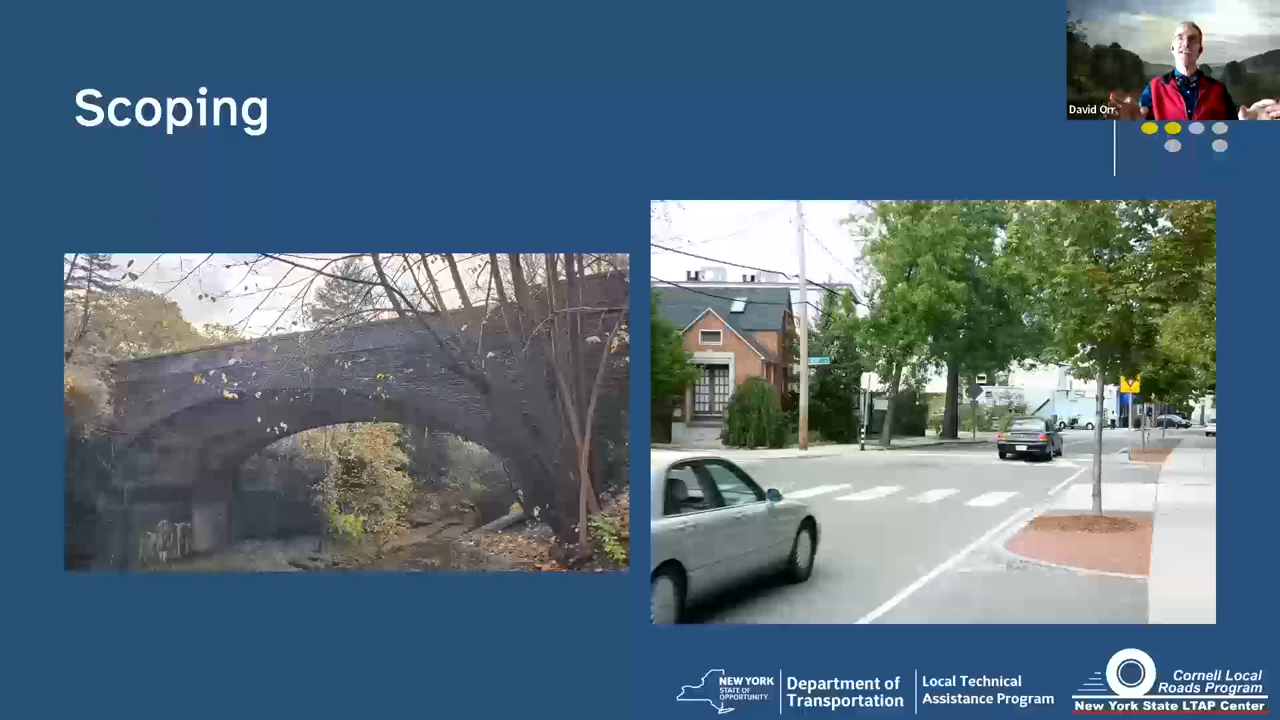 Scoping
David Orr
NEW YORK
STATE OF
OPPORTUNITY.
Department of
Transportation
Local Technical
Assistance Program
Cornell Local
Roads Program
New York State LTAP Center